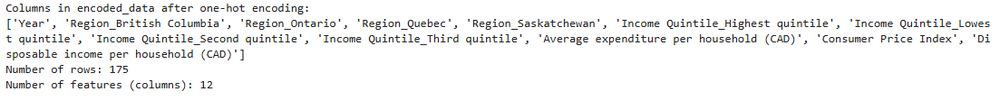 Columns in encoded_data after one-hot encoding:
['Year', 'Region_British Columbia', 'Region_Ontario', 'Region_Quebec', 'Region_Saskatchewan', 'Income Quintile_Highest quintile', 'Income Quintile_Lowes
t quintile', 'Income Quintile_Second quintile', 'Income Quintile_Third quintile', 'Average expenditure per household (CAD)', 'Consumer Price Index', 'Di
sposable income per household (CAD)']
Number of rows: 175
Number of features (columns): 12